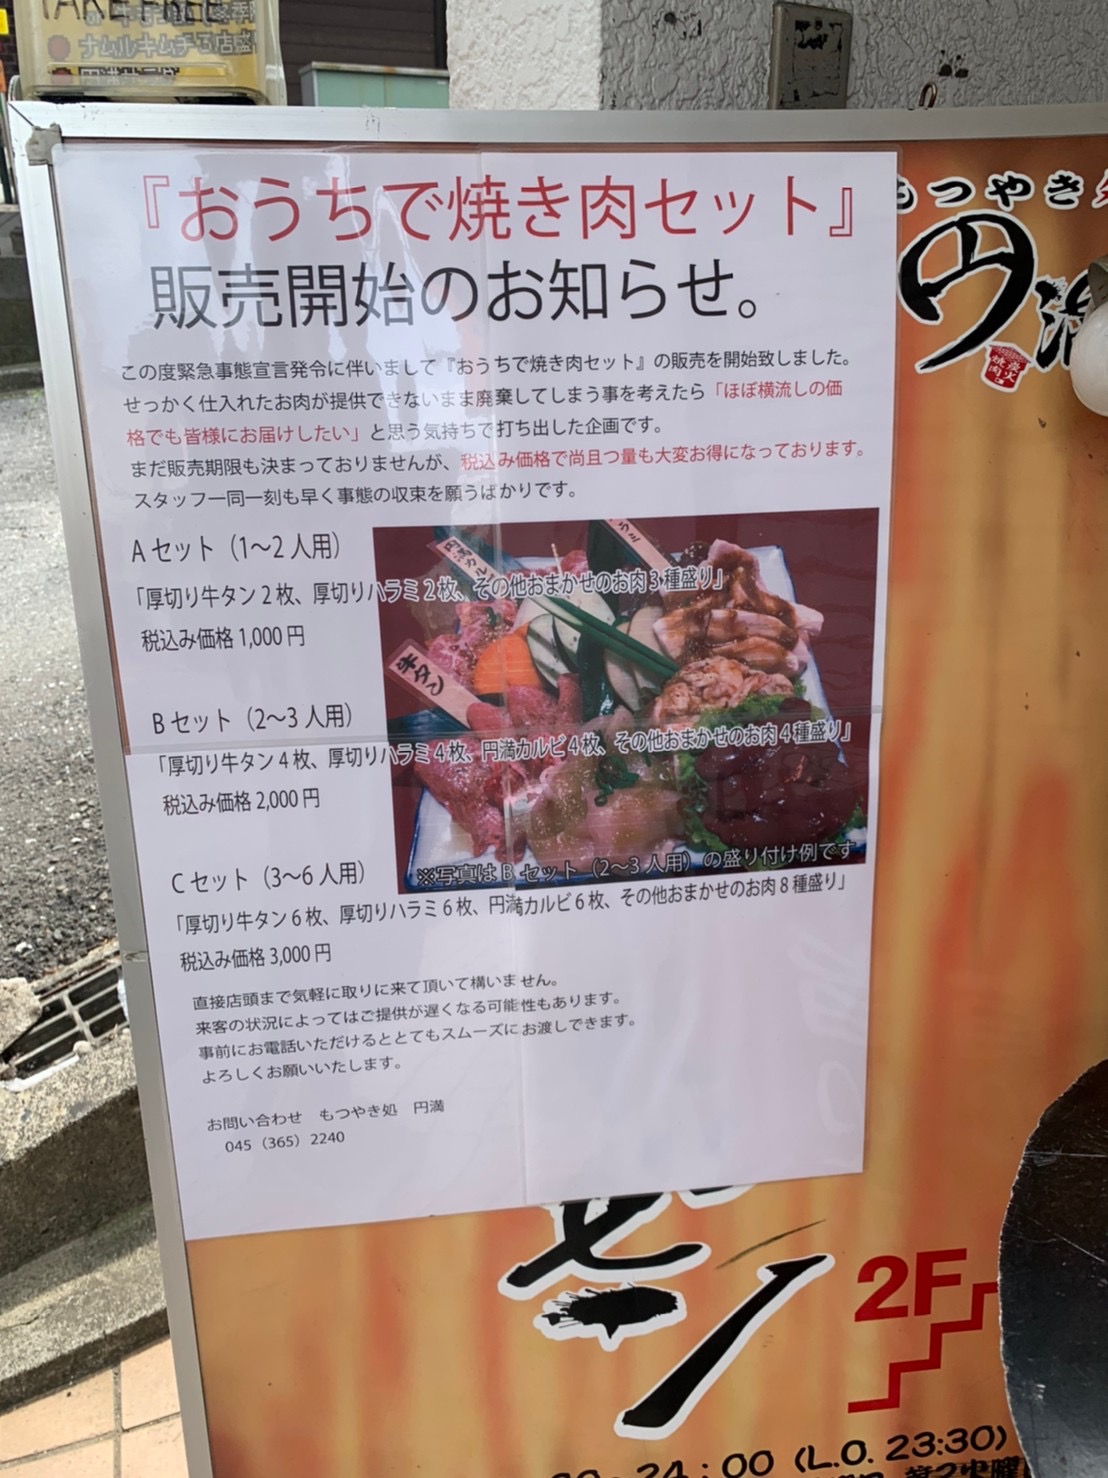 TAKE FREE
ナムルキムチ3店盛
『おうちで焼き肉セット』
販売開始のお知らせ。
もつやき処
円満
炭火
焼肉
この度緊急事態宣言発令に伴いまして『おうちで焼き肉セット』の販売を開始致しました。
せっかく仕入れたお肉が提供できないまま廃棄してしまう事を考えたら「ほぼ横流しの価
格でも皆様にお届けしたい」と思う気持ちで打ち出した企画です。
まだ販売期限も決まっておりませんが、税込み価格で尚且つ量も大変お得になっております。
スタッフ一同一刻も早く事態の収束を願うばかりです。
Aセット（1～2人用）
「厚切り牛タン2枚、厚切りハラミ2枚、その他おまかせのお肉3種盛り」
税込み価格 1,000円
円満カル
牛タン
Bセット（2～3人用）
「厚切り牛タン4枚、厚切りハラミ4枚、円満カルビ4枚、その他おまかせのお肉4種盛り」
税込み価格 2,000円
※写真はBセット（2～3人用）の盛り付け例です
Cセット（3～6人用）
「厚切り牛タン6枚、厚切りハラミ6枚、円満カルビ6枚、その他おまかせのお肉8種盛り」
税込み価格 3,000円
直接店頭まで気軽に取りに来て頂いて構いません。
来客の状況によってはご提供が遅くなる可能性もあります。
事前にお電話いただけるととてもスムーズにお渡しできます。
よろしくお願いいたします。
お問い合わせ　もつやき処　円満
045（365）2240
2F
24：00（L.O. 23:30）